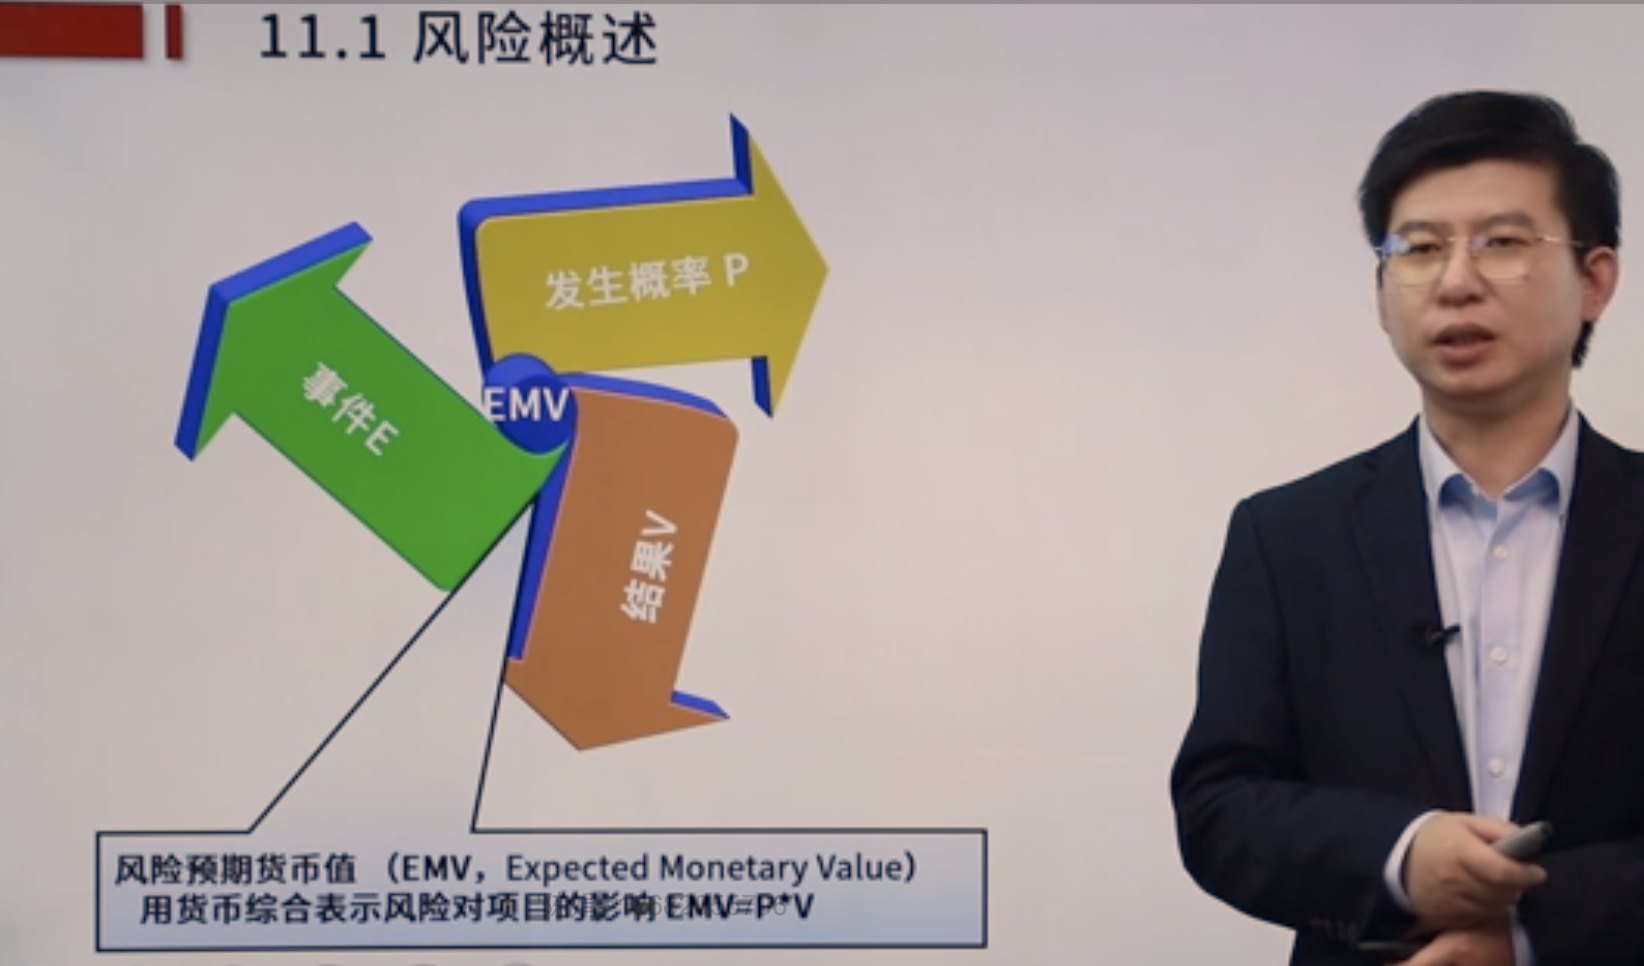 11.1 风险概述
发生概率 P
事件E
EMV
结果V
风险预期货币值 （EMV，Expected Monetary Value）
用货币综合表示风险对项目的影响 EMV=P*V